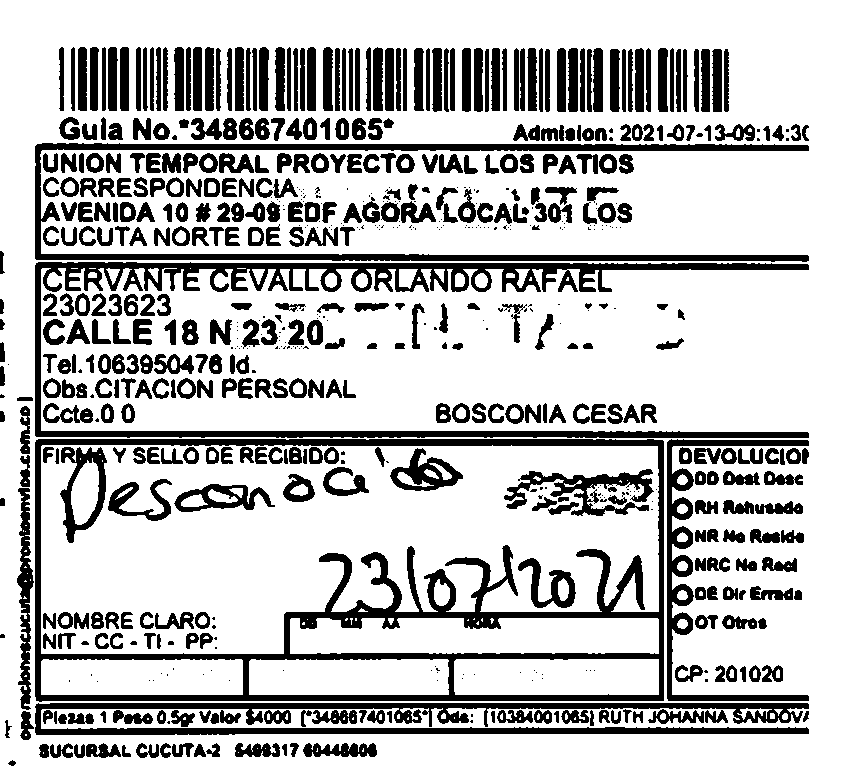 Guia No.*348667401065*
Admision: 2021-07-13-09:14:30
UNION TEMPORAL PROYECTO VIAL LOS PATIOS
CORRESPONDENCIA
AVENIDA 10 # 29-09 EDF AGORA LOCAL 301 LOS
CUCUTA NORTE DE SANT
CERVANTE CEVALLO ORLANDO RAFAEL
23023623
CALLE 18 N 23 20
Tel.1063950476 Id.
Obs.CITACION PERSONAL
Ccte.0 0
BOSCONIA CESAR
FIRMA Y SELLO DE RECIBIDO:
Desconocido
23/07/2021
NOMBRE CLARO:
NIT - CC - TI - PP:
DD MM AA HORA
DEVOLUCION
DD Dest Desc
RH Rehusado
NR No Reside
NRC No Recl
DE Dir Errada
OT Otros
CP: 201020
Piezas 1 Peso 0.5gr Valor $4000 [*348667401065*] Ods: [10384001065] RUTH JOHANNA SANDOVA
SUCURSAL CUCUTA-2
operacionescucuta@prontoenvios.com.co